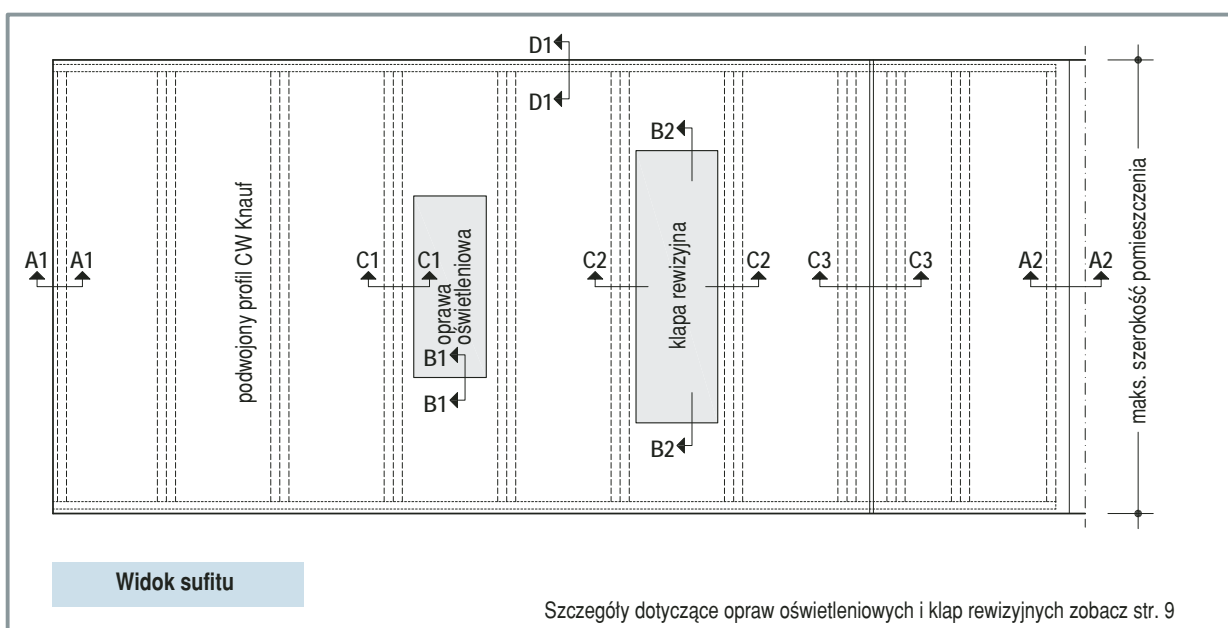 D1
D1
B2
podwojony profil CW Knauf
A1 A1
C1 C1
oprawa
oświetleniowa
B1
B1
C2
klapa rewizyjna
C2
B2
C3 C3
A2 A2
maks. szerokość pomieszczenia
Widok sufitu
Szczegóły dotyczące opraw oświetleniowych i klap rewizyjnych zobacz str. 9